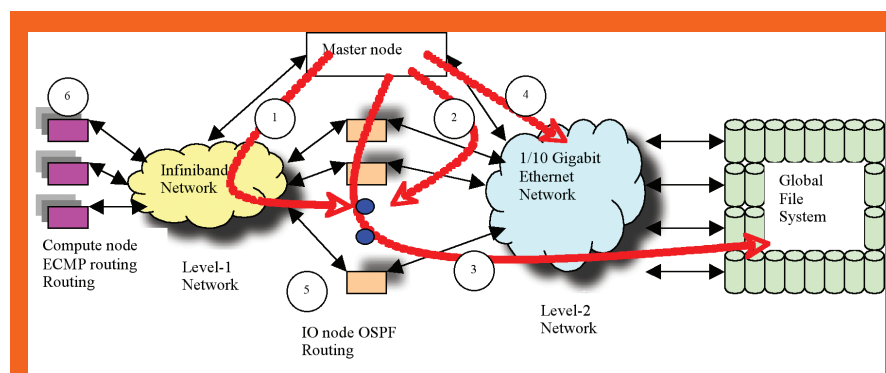 Master node
6
1
2
4
Infiniband
Network
1/10 Gigabit
Ethernet
Network
Global
File
System
Compute node
ECMP routing
Routing
Level-1
Network
5
3
IO node OSPF
Routing
Level-2
Network